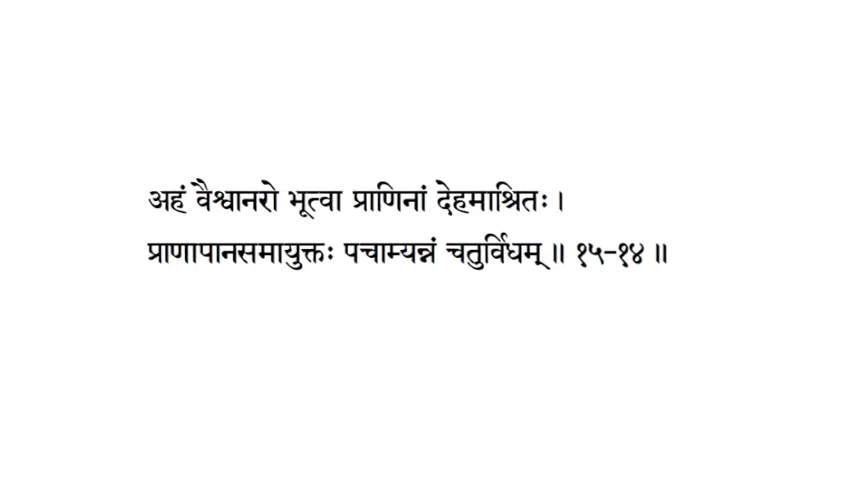 अहं वैश्वानरो भूत्वा प्राणिनां देहमाश्रितः ।
प्राणापानसमायुक्तः पचाम्यन्नं चतुर्विधम् ॥ १५-१४ ॥